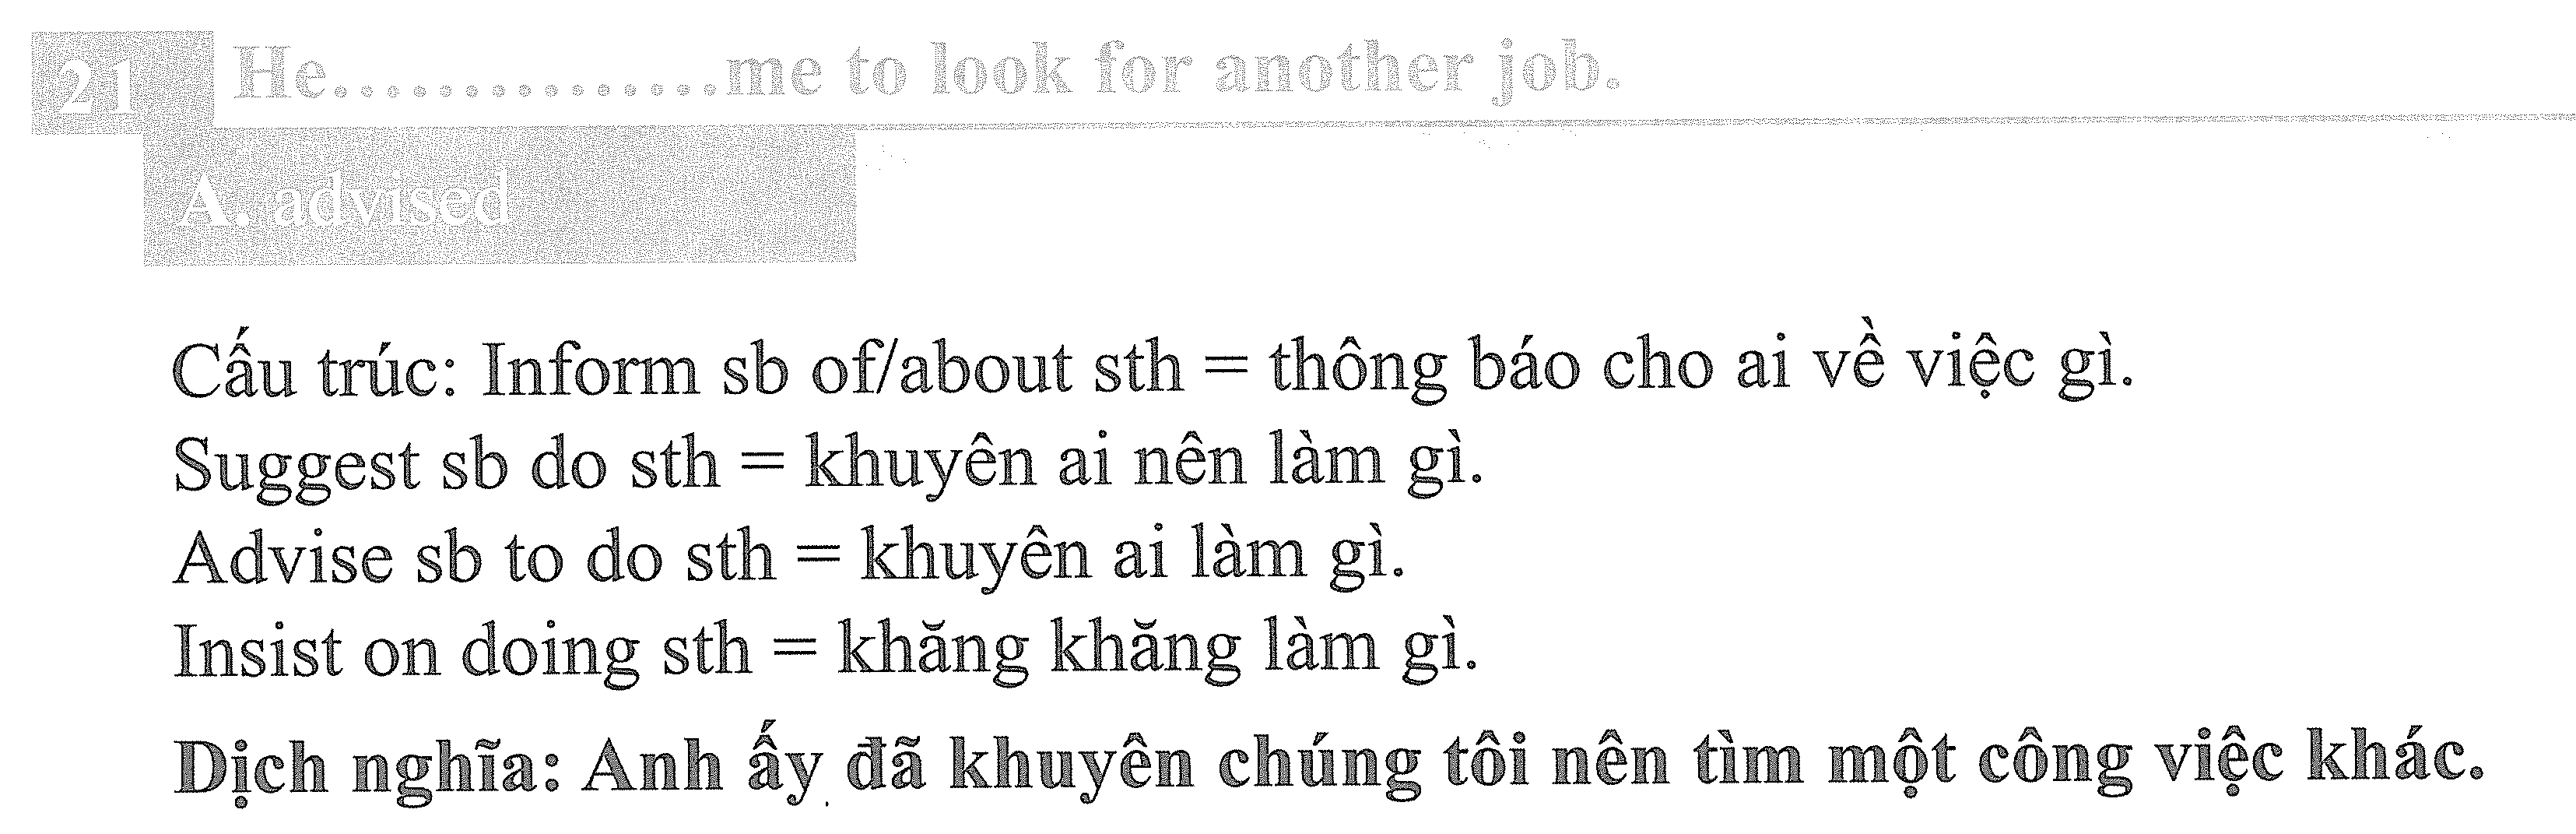 21 He...............me to look for another job.
A. advised
Cấu trúc: Inform sb of/about sth = thông báo cho ai về việc gì.
Suggest sb do sth = khuyên ai nên làm gì.
Advise sb to do sth = khuyên ai làm gì.
Insist on doing sth = khăng khăng làm gì.
Dịch nghĩa: Anh ấy đã khuyên chúng tôi nên tìm một công việc khác.